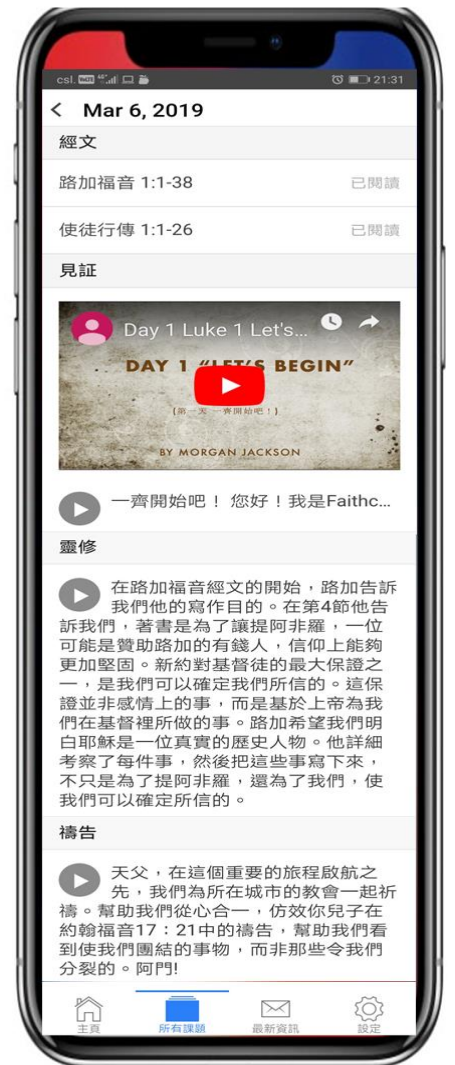 csl. 21:31
< Mar 6, 2019
經文
路加福音 1:1-38 已閱讀
使徒行傳 1:1-26 已閱讀
見証
Day 1 Luke 1 Let's...
DAY 1 "LET'S BEGIN"
{第一天 一齊開始吧!}
BY MORGAN JACKSON
一齊開始吧! 您好!我是Faithc...
靈修
在路加福音經文的開始,路加告訴
我們他的寫作目的。在第4節他告
訴我們,著書是為了讓提阿非羅,一位
可能是贊助路加的有錢人,信仰上能夠
更加堅固。新約對基督徒的最大保證之
一,是我們可以確定我們所信的。這保
證並非感情上的事,而是基於上帝為我
們在基督裡所做的事。路加希望我們明
白耶穌是一位真實的歷史人物。他詳細
考察了每件事,然後把這些事寫下來,
不只是為了提阿非羅,還為了我們,使
我們可以確定所信的。
禱告
天父,在這個重要的旅程啟航之
先,我們為所在城市的教會一起祈
禱。幫助我們從心合一,仿效你兒子在
約翰福音17:21中的禱告,幫助我們看
到使我們團結的事物,而非那些令我們
分裂的。阿門!
主頁 所有課題 最新資訊 設定